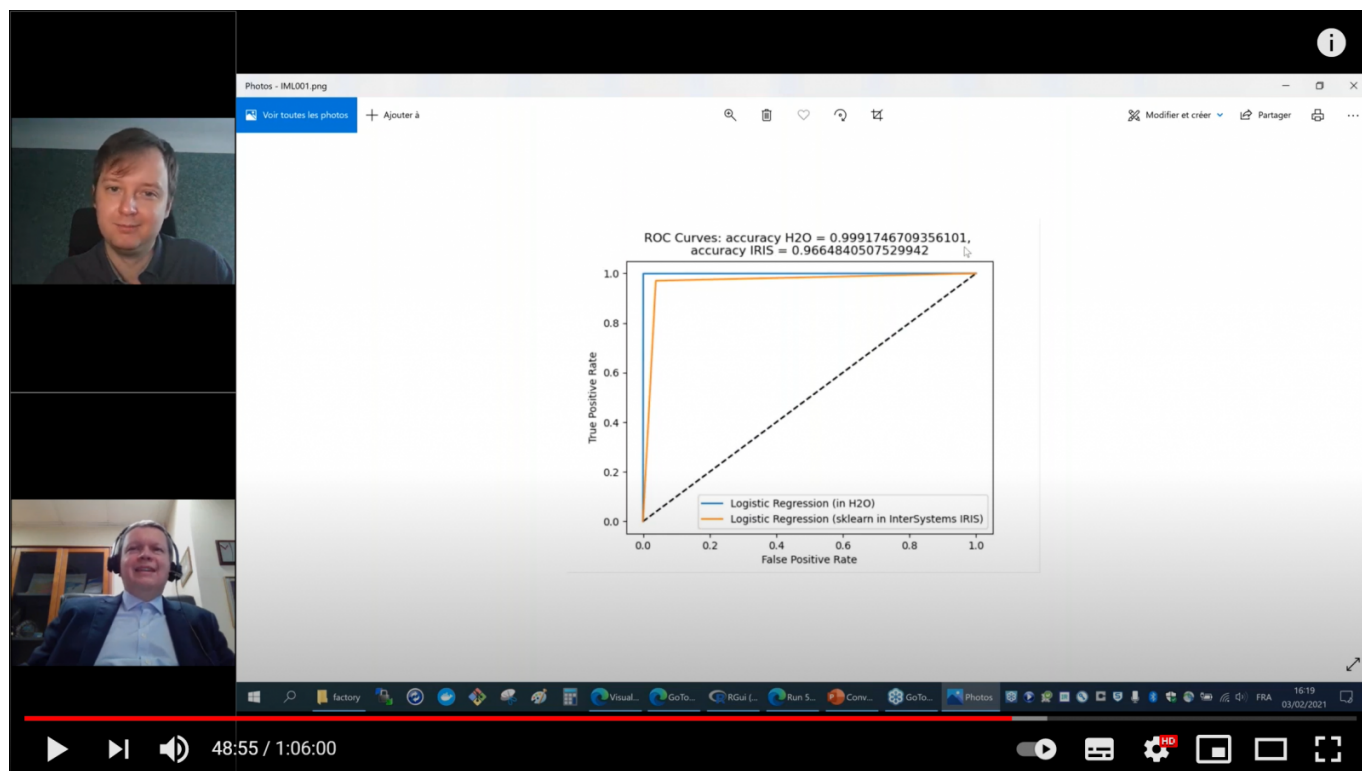 Photos - IML001.png
Voir toutes les photos
Ajouter à
Modifier et créer
Partager
ROC Curves: accuracy H2O = 0.9991746709356101,
accuracy IRIS = 0.9664840507529942
1.0
0.8
0.6
0.4
0.2
0.0
True Positive Rate
Logistic Regression (in H2O)
Logistic Regression (sklearn in InterSystems IRIS)
0.0 0.2 0.4 0.6 0.8 1.0
False Positive Rate
factory
Visual...
GoTo...
RGui (...
Run S...
Conv...
GoTo...
Photos
FRA
16:19
03/02/2021
48:55 / 1:06:00
HD